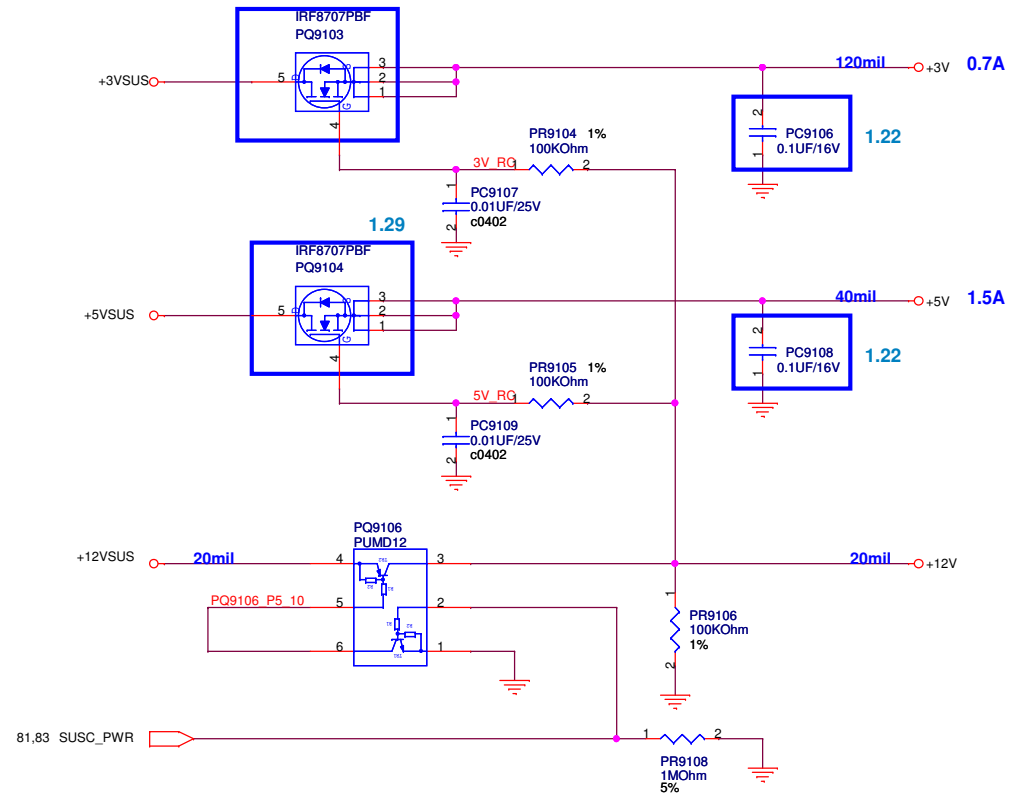 IRF8707PBF
PQ9103
+3VSUS
5
D
S
G
3
2
1
4
120mil
+3V
0.7A
2
1
PC9106
0.1UF/16V
1.22
PR9104 1%
100KOhm
3V_RG
1
2
1
2
PC9107
0.01UF/25V
c0402
1.29
IRF8707PBF
PQ9104
+5VSUS
5
D
S
G
3
2
1
4
40mil
+5V
1.5A
2
1
PC9108
0.1UF/16V
1.22
PR9105 1%
100KOhm
5V_RG
1
2
1
2
PC9109
0.01UF/25V
c0402
PQ9106
PUMD12
+12VSUS
20mil
4
3
20mil
+12V
PQ9106_P5_10
5
2
6
1
1
2
PR9106
100KOhm
1%
81,83 SUSC_PWR
1
2
PR9108
1MOhm
5%